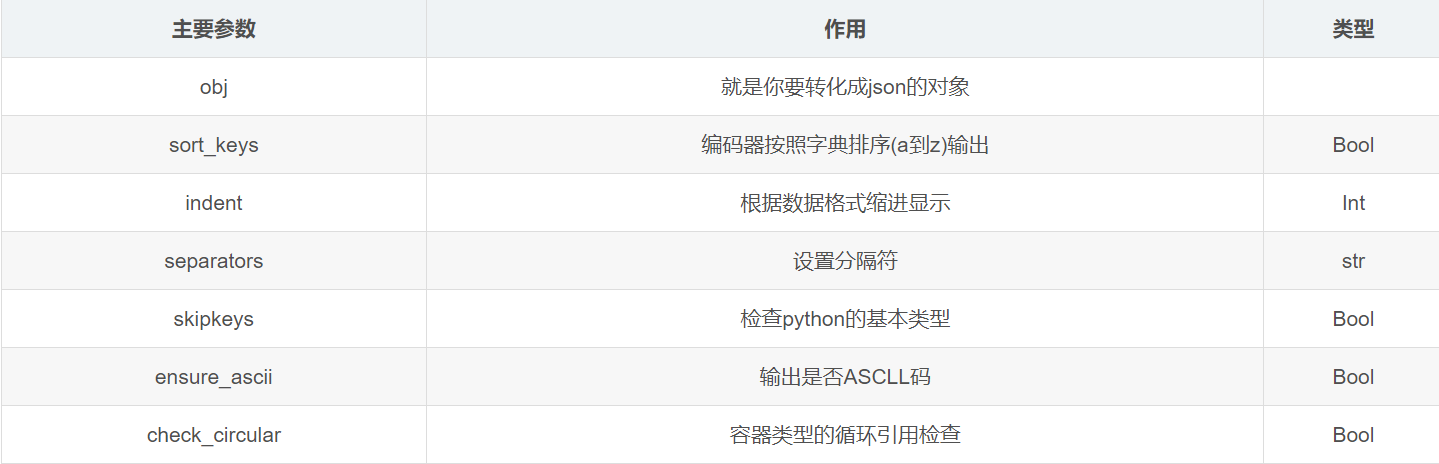 主要参数 作用 类型
obj 就是你要转化成json的对象
sort_keys 编码器按照字典排序(a到z)输出 Bool
indent 根据数据格式缩进显示 Int
separators 设置分隔符 str
skipkeys 检查python的基本类型 Bool
ensure_ascii 输出是否ASCLL码 Bool
check_circular 容器类型的循环引用检查 Bool